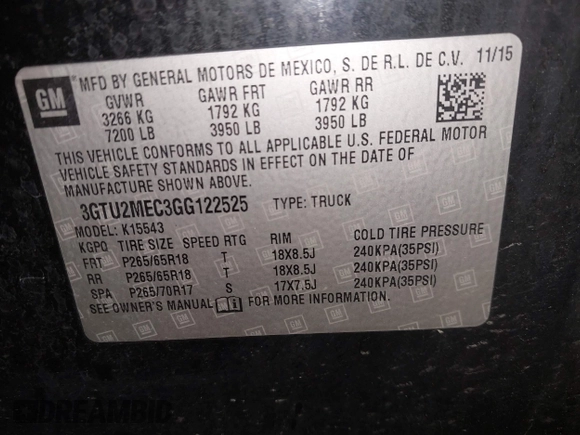 GM
MFD BY GENERAL MOTORS DE MEXICO, S. DE R.L. DE C.V. 11/15
GVWR GAWR FRT GAWR RR
3266 KG 1792 KG 1792 KG
7200 LB 3950 LB 3950 LB
THIS VEHICLE CONFORMS TO ALL APPLICABLE U.S. FEDERAL MOTOR
VEHICLE SAFETY STANDARDS IN EFFECT ON THE DATE OF
MANUFACTURE SHOWN ABOVE.
3GTU2MEC3GG122525 TYPE: TRUCK
MODEL: K15543
KGPO TIRE SIZE SPEED RTG RIM COLD TIRE PRESSURE
FRT P265/65R18 T 18X8.5J 240KPA(35PSI)
RR P265/65R18 T 18X8.5J 240KPA(35PSI)
SPA P265/70R17 S 17X7.5J 240KPA(35PSI)
SEE OWNER'S MANUAL FOR MORE INFORMATION.
DREAMBID